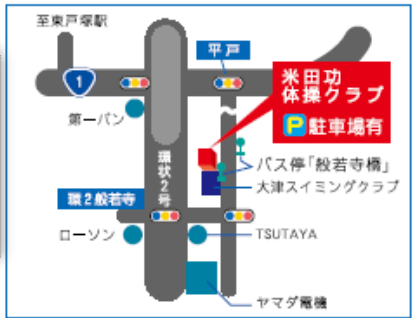 至東戸塚駅
平戸
1
米田功
体操クラブ
P 駐車場有
第一パン
環状2号
バス停「般若寺橋」
大津スイミングクラブ
環2般若寺
ローソン
TSUTAYA
ヤマダ電機